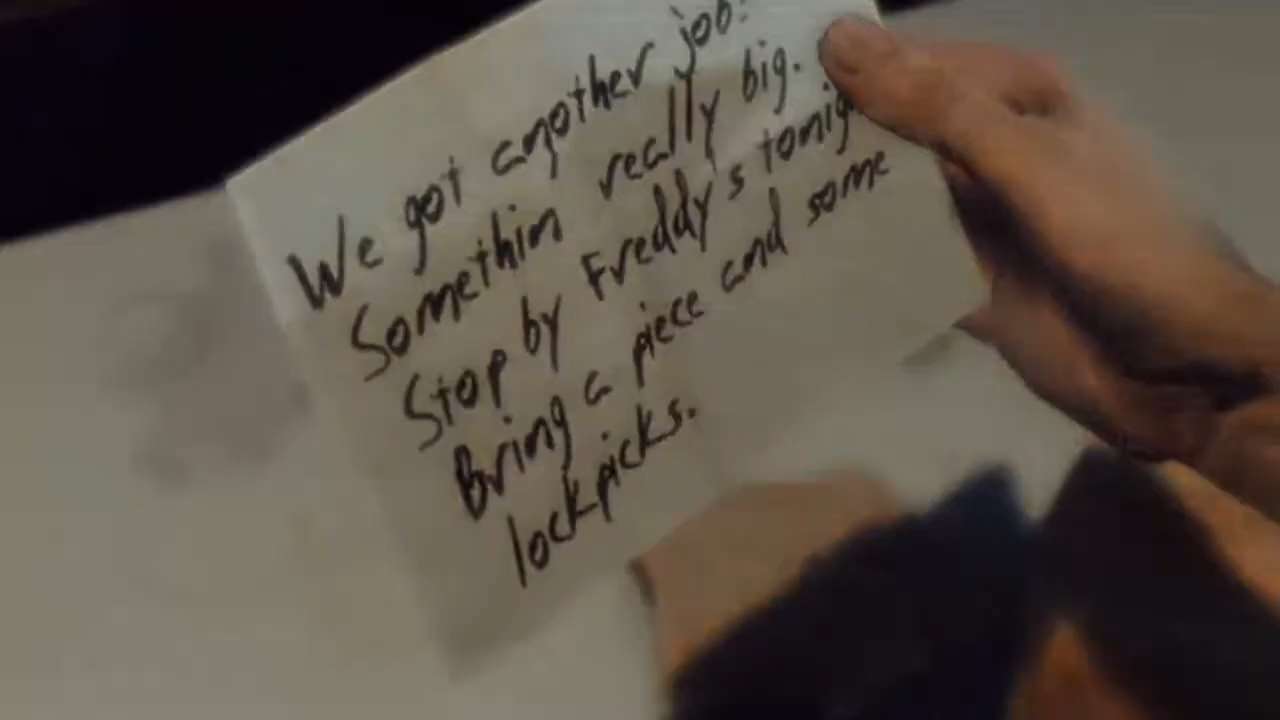 We got another job:
Somethin really big.
Stop by Freddy's
Bring a piece and some
lockpicks.